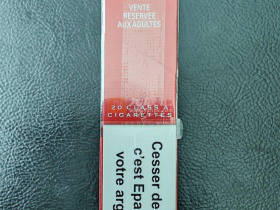 VENTE
RESERVEE
AUX ADULTES
20 CLASS A
CIGARETTES
Cesser de
c'est Epa
votre arg